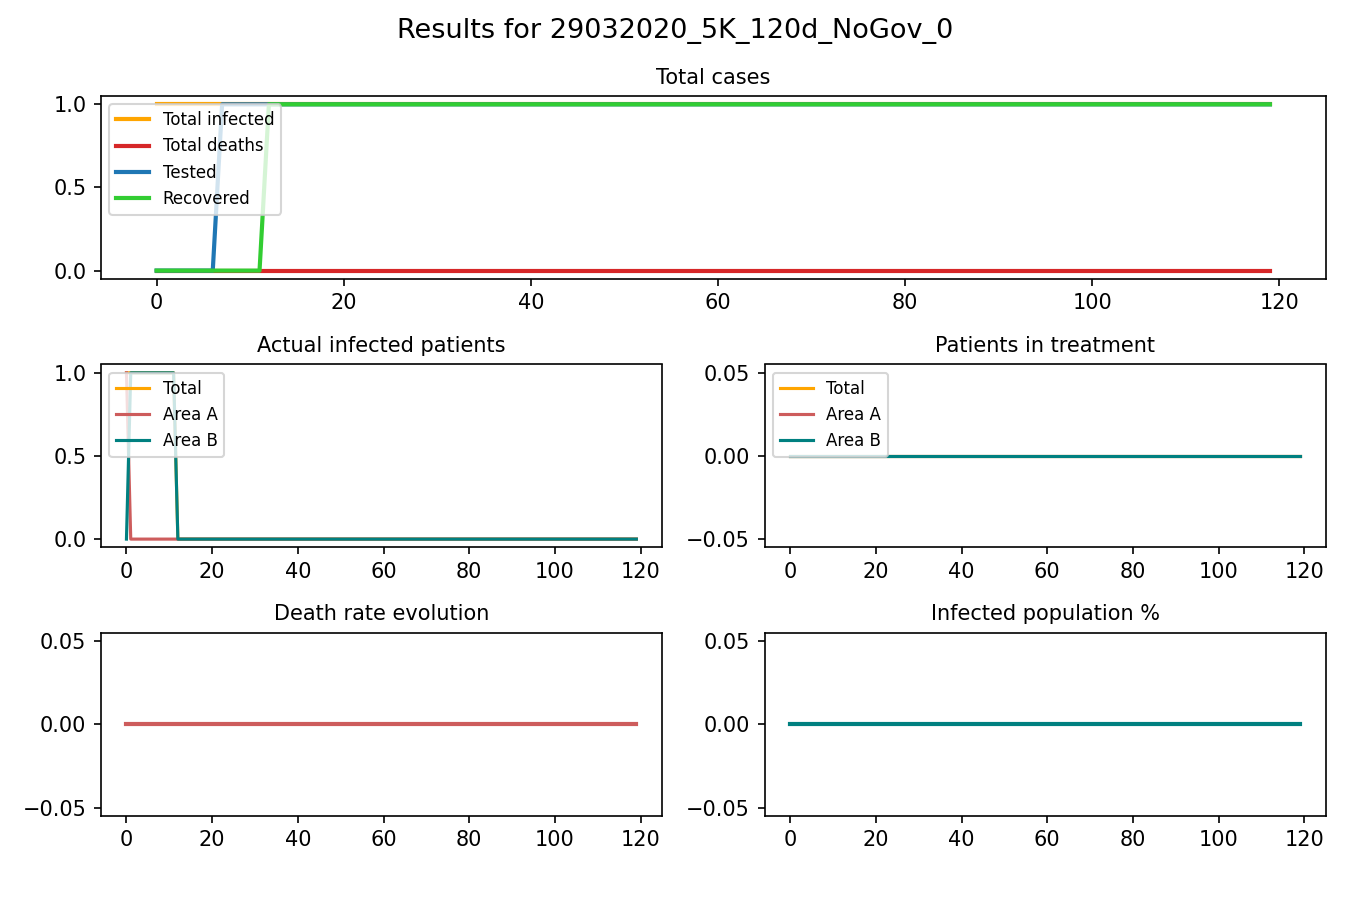 Results for 29032020_5K_120d_NoGov_0
Total cases
1.0
0.5
0.0
Total infected
Total deaths
Tested
Recovered
0 20 40 60 80 100 120
Actual infected patients
1.0
0.5
0.0
Total
Area A
Area B
0 20 40 60 80 100 120
Patients in treatment
0.05
0.00
−0.05
Total
Area A
Area B
0 20 40 60 80 100 120
Death rate evolution
0.05
0.00
−0.05
0 20 40 60 80 100 120
Infected population %
0.05
0.00
−0.05
0 20 40 60 80 100 120